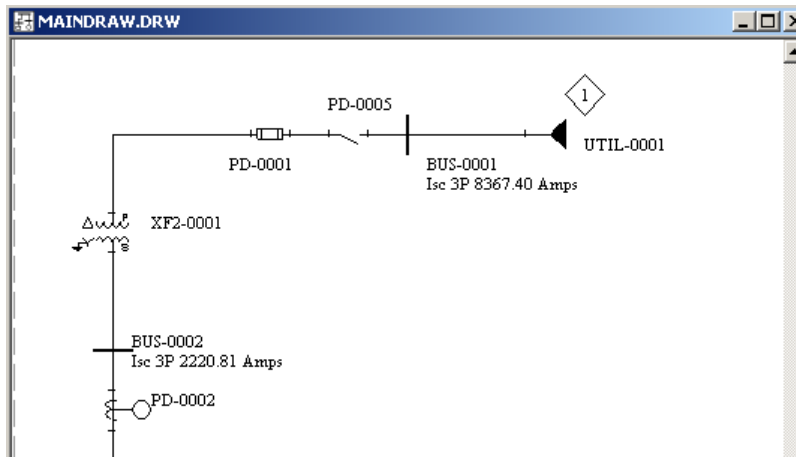 MAINDRAW.DRW
1
PD-0005
UTIL-0001
PD-0001
BUS-0001
Isc 3P 8367.40 Amps
P
XF2-0001
S
BUS-0002
Isc 3P 2220.81 Amps
PD-0002